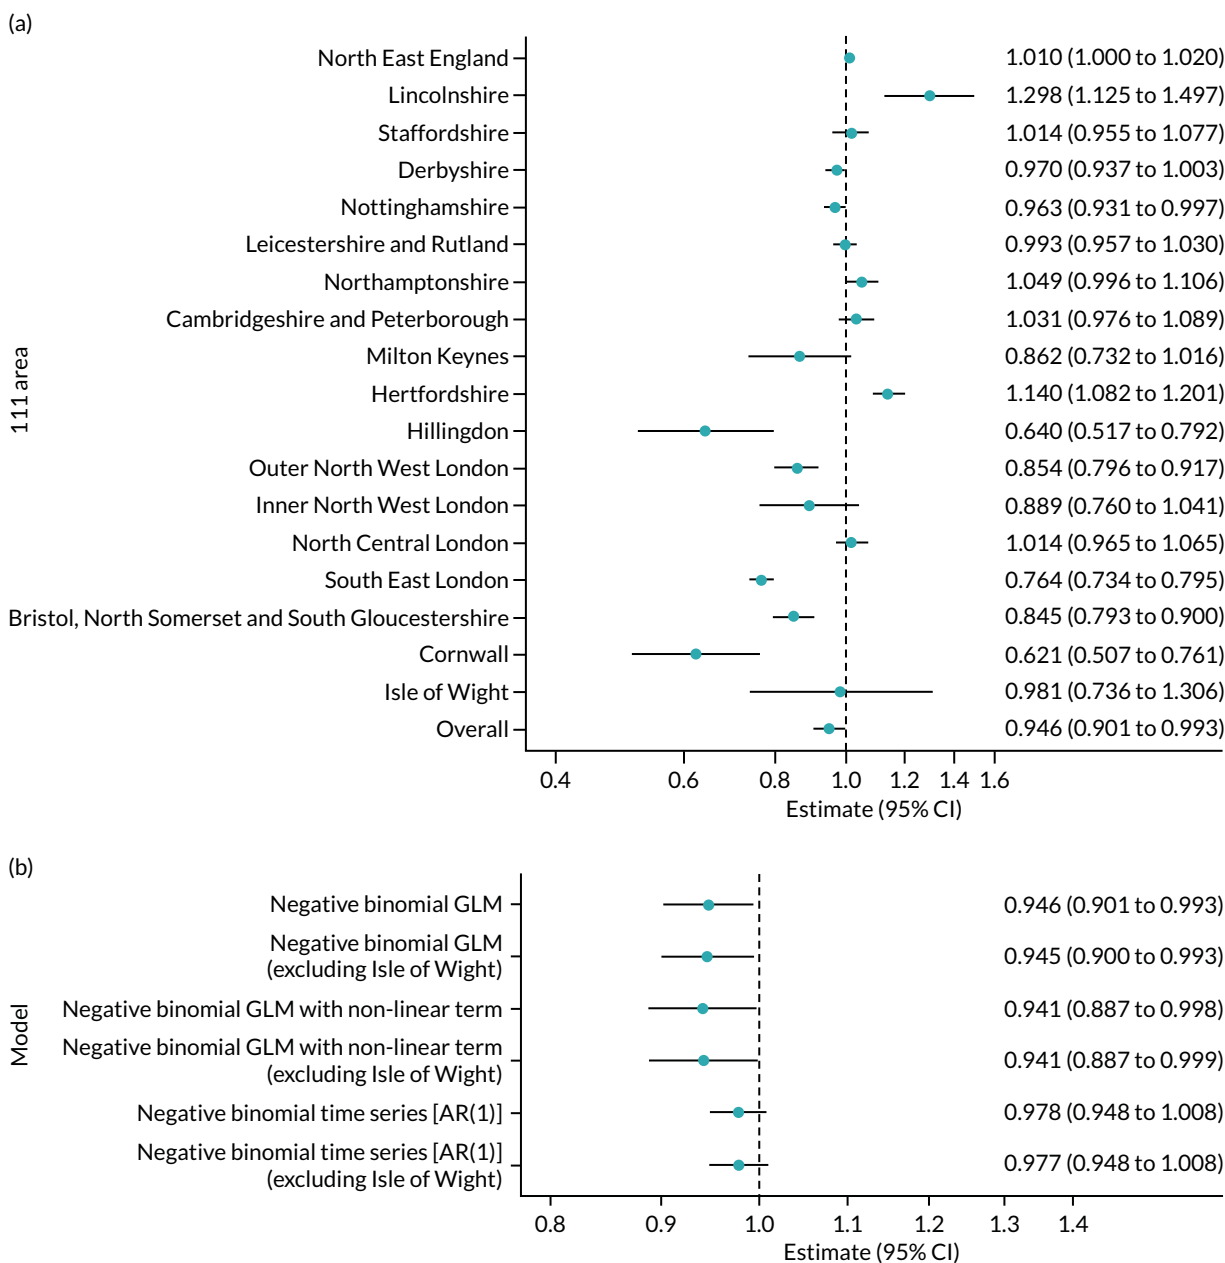 (a)
111 area
North East England 1.010 (1.000 to 1.020)
Lincolnshire 1.298 (1.125 to 1.497)
Staffordshire 1.014 (0.955 to 1.077)
Derbyshire 0.970 (0.937 to 1.003)
Nottinghamshire 0.963 (0.931 to 0.997)
Leicestershire and Rutland 0.993 (0.957 to 1.030)
Northamptonshire 1.049 (0.996 to 1.106)
Cambridgeshire and Peterborough 1.031 (0.976 to 1.089)
Milton Keynes 0.862 (0.732 to 1.016)
Hertfordshire 1.140 (1.082 to 1.201)
Hillingdon 0.640 (0.517 to 0.792)
Outer North West London 0.854 (0.796 to 0.917)
Inner North West London 0.889 (0.760 to 1.041)
North Central London 1.014 (0.965 to 1.065)
South East London 0.764 (0.734 to 0.795)
Bristol, North Somerset and South Gloucestershire 0.845 (0.793 to 0.900)
Cornwall 0.621 (0.507 to 0.761)
Isle of Wight 0.981 (0.736 to 1.306)
Overall 0.946 (0.901 to 0.993)
0.4 0.6 0.8 1.0 1.2 1.4 1.6
Estimate (95% CI)
(b)
Model
Negative binomial GLM 0.946 (0.901 to 0.993)
Negative binomial GLM
(excluding Isle of Wight) 0.945 (0.900 to 0.993)
Negative binomial GLM with non-linear term 0.941 (0.887 to 0.998)
Negative binomial GLM with non-linear term
(excluding Isle of Wight) 0.941 (0.887 to 0.999)
Negative binomial time series [AR(1)] 0.978 (0.948 to 1.008)
Negative binomial time series [AR(1)]
(excluding Isle of Wight) 0.977 (0.948 to 1.008)
0.8 0.9 1.0 1.1 1.2 1.3 1.4
Estimate (95% CI)